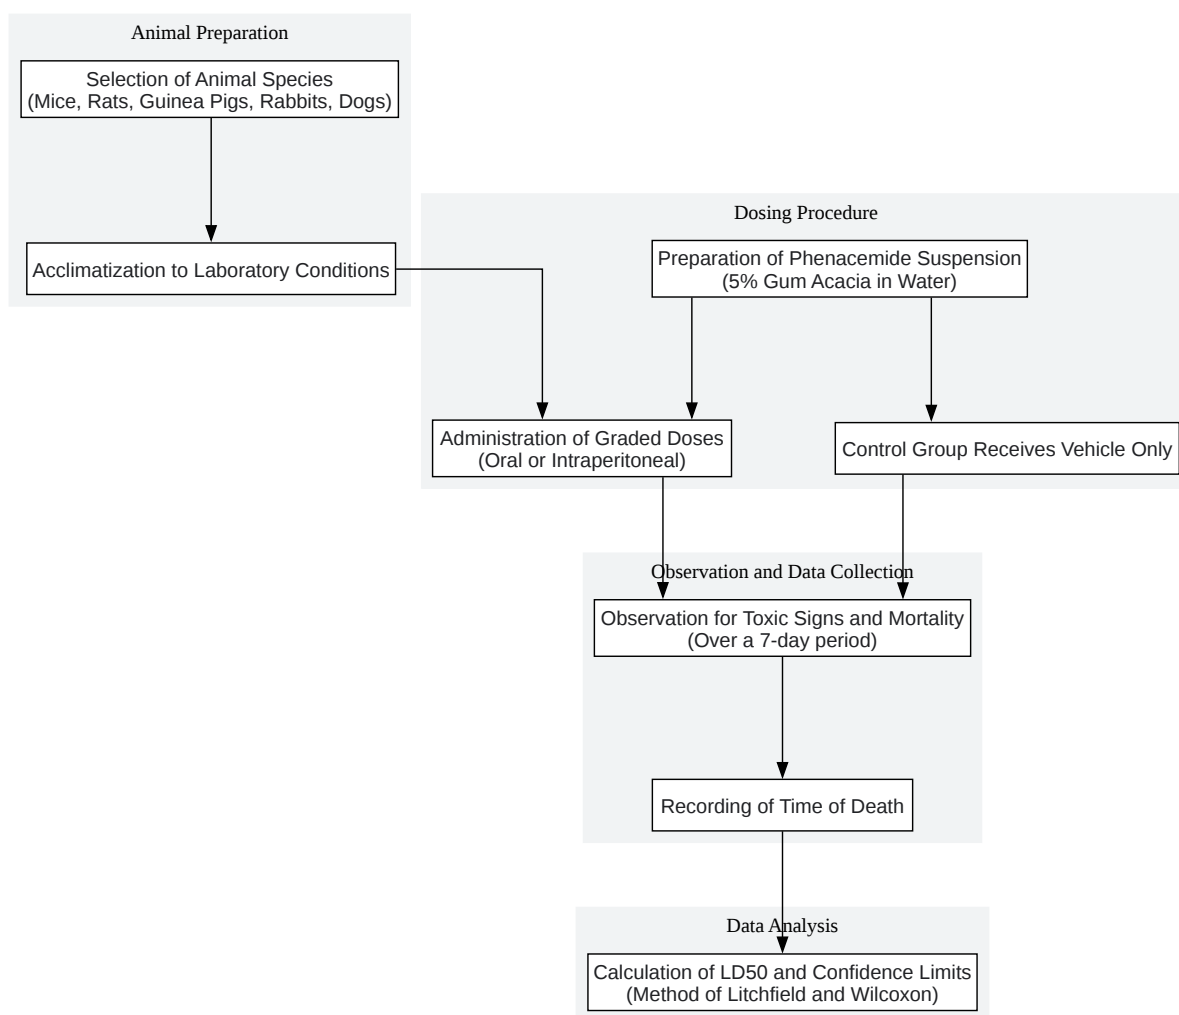 Animal Preparation
Selection of Animal Species
(Mice, Rats, Guinea Pigs, Rabbits, Dogs)
Acclimatization to Laboratory Conditions
Dosing Procedure
Preparation of Phenacemide Suspension
(5% Gum Acacia in Water)
Administration of Graded Doses
(Oral or Intraperitoneal)
Control Group Receives Vehicle Only
Observation and Data Collection
Observation for Toxic Signs and Mortality
(Over a 7-day period)
Recording of Time of Death
Data Analysis
Calculation of LD50 and Confidence Limits
(Method of Litchfield and Wilcoxon)